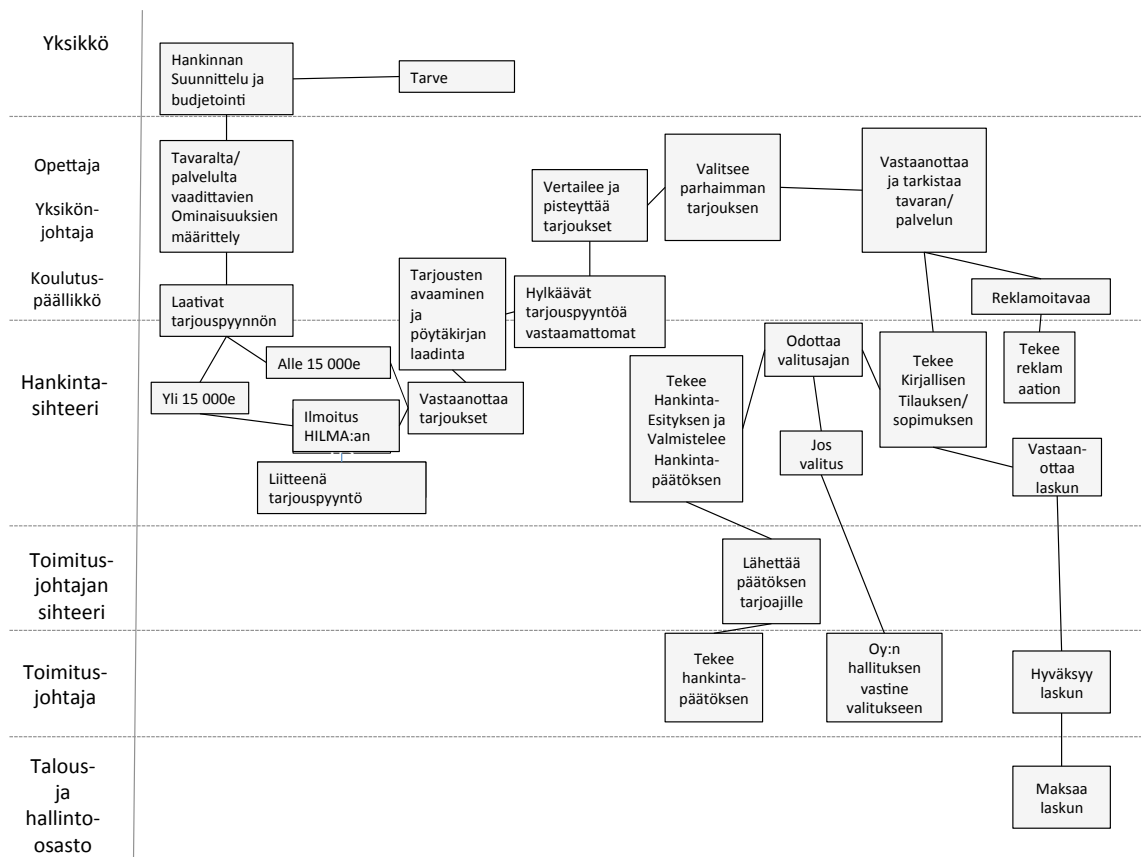 Yksikkö
Hankinnan
Suunnittelu ja
budjetointi
Tarve
Opettaja
Yksikön-
johtaja
Koulutus-
päällikkö
Tavaralta/
palvelulta
vaadittavien
Ominaisuuksien
määrittely
Laativat
tarjouspyynnön
Tarjousten
avaaminen
ja
pöytäkirjan
laadinta
Hylkäävät
tarjouspyyntöä
vastaamattomat
Vertailee ja
pisteyttää
tarjoukset
Valitsee
parhaimman
tarjouksen
Vastaanottaa
ja tarkistaa
tavaran/
palvelun
Reklamoitavaa
Hankinta-
sihteeri
Alle 15 000e
Yli 15 000e
Ilmoitus
HILMA:an
Liitteenä
tarjouspyyntö
Vastaanottaa
tarjoukset
Tekee
Hankinta-
Esityksen ja
Valmistelee
Hankinta-
päätöksen
Odottaa
valitusajan
Jos
valitus
Tekee
Kirjallisen
Tilauksen/
sopimuksen
Tekee
reklam
aation
Vastaan-
ottaa
laskun
Toimitus-
johtajan
sihteeri
Lähettää
päätöksen
tarjoajille
Toimitus-
johtaja
Tekee
hankinta-
päätöksen
Oy:n
hallituksen
vastine
valitukseen
Hyväksyy
laskun
Talous-
ja
hallinto-
osasto
Maksaa
laskun